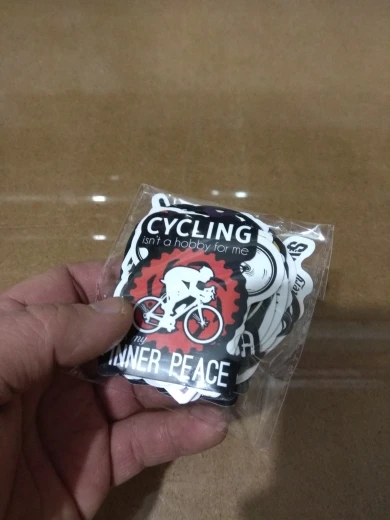 CYCLING
isn't a hobby for me
my
INNER PEACE